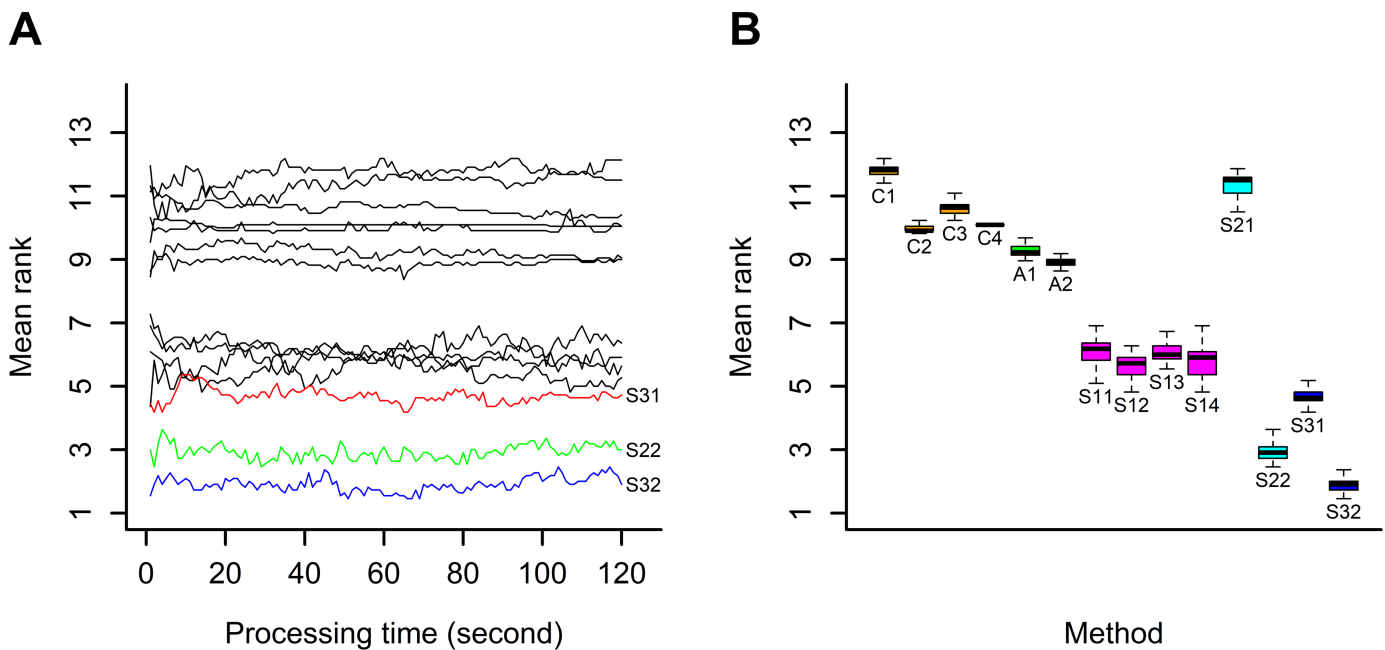 A
Mean rank
13
11
9
7
5
3
1
S31
S22
S32
0 20 40 60 80 100 120
Processing time (second)
B
Mean rank
13
11
9
7
5
3
1
C1
C2
C3
C4
A1
A2
S11
S12
S13
S14
S21
S22
S31
S32
Method